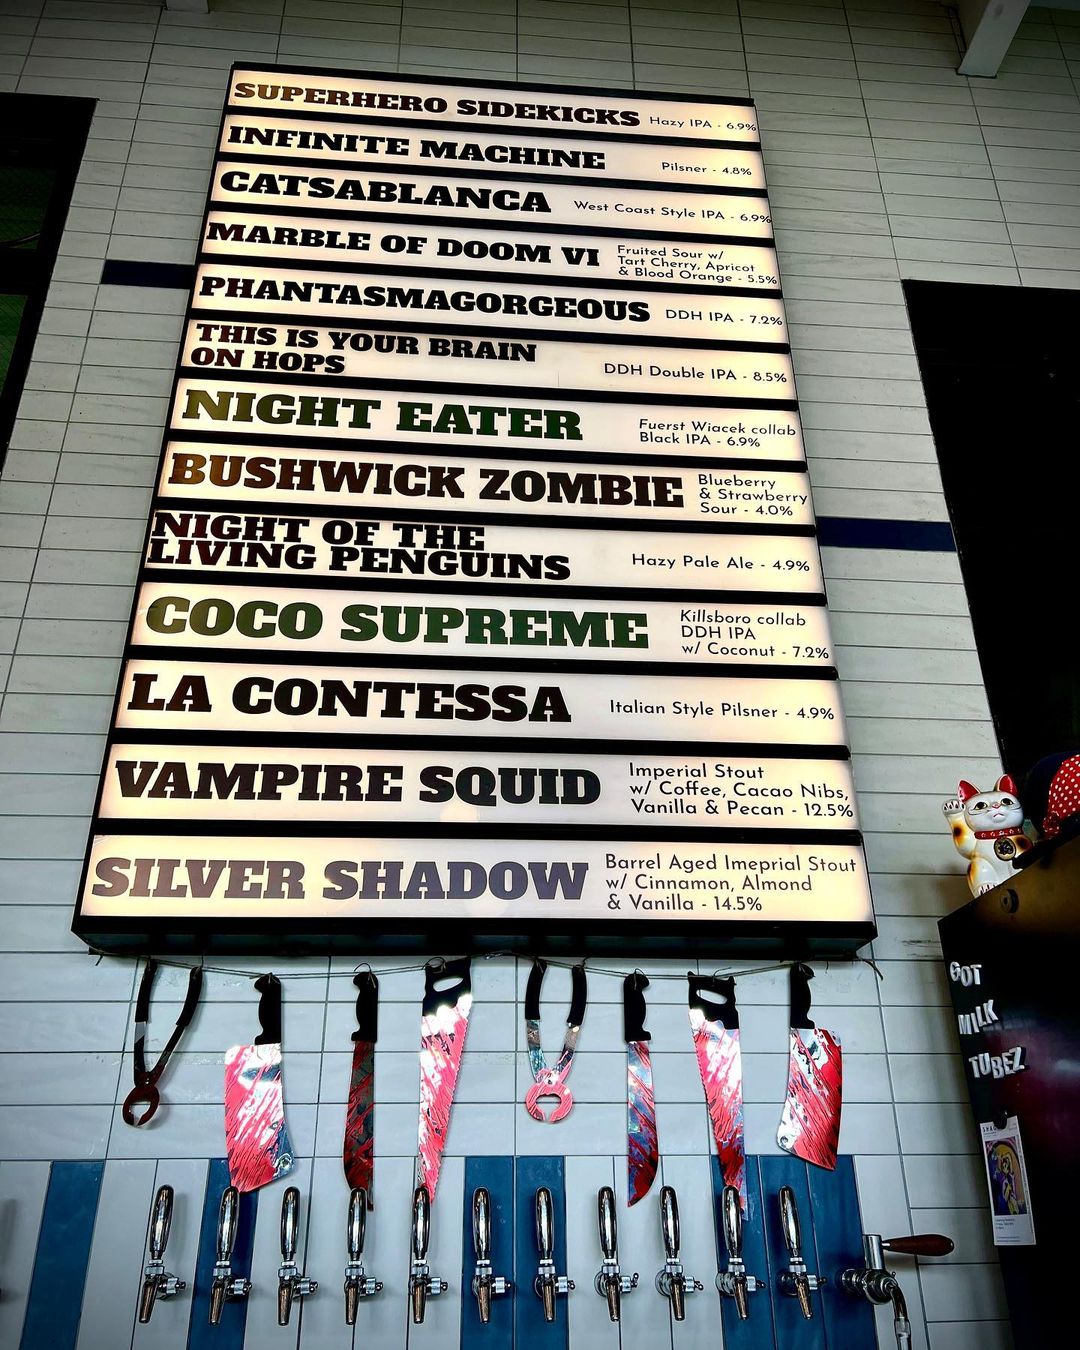 SUPERHERO SIDEKICKS Hazy IPA - 6.9%
INFINITE MACHINE Pilsner - 4.8%
CATSABLANCA West Coast Style IPA - 6.9%
MARBLE OF DOOM VI
Fruited Sour w/
Tart Cherry, Apricot
& Blood Orange - 5.5%
PHANTASMAGORGEOUS DDH IPA - 7.2%
THIS IS YOUR BRAIN
ON HOPS
DDH Double IPA - 8.5%
NIGHT EATER
Fuerst Wiacek collab
Black IPA - 6.9%
BUSHWICK ZOMBIE
Blueberry
& Strawberry
Sour - 4.0%
NIGHT OF THE
LIVING PENGUINS
Hazy Pale Ale - 4.9%
COCO SUPREME
Killsboro collab
DDH IPA
w/ Coconut - 7.2%
LA CONTESSA Italian Style Pilsner - 4.9%
VAMPIRE SQUID
Imperial Stout
w/ Coffee, Cacao Nibs,
Vanilla & Pecan - 12.5%
SILVER SHADOW
Barrel Aged Imeprial Stout
w/ Cinnamon, Almond
& Vanilla - 14.5%
GOT
MILK
TUBEZ